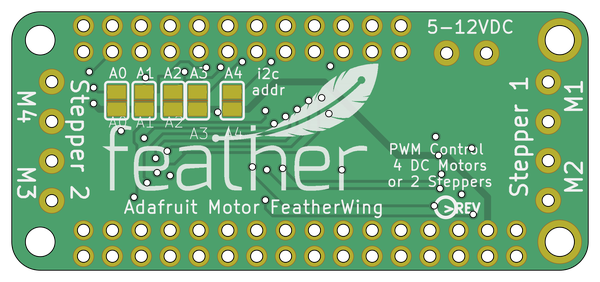 5-12VDC
A0 A1 A2 A3 A4 i2c
addr
A0 A1 A2 A3 A4
M4
M3
Stepper 2
feather
Adafruit Motor FeatherWing
PWM Control
4 DC Motors
or 2 Steppers
>REV
Stepper 1
M1
M2